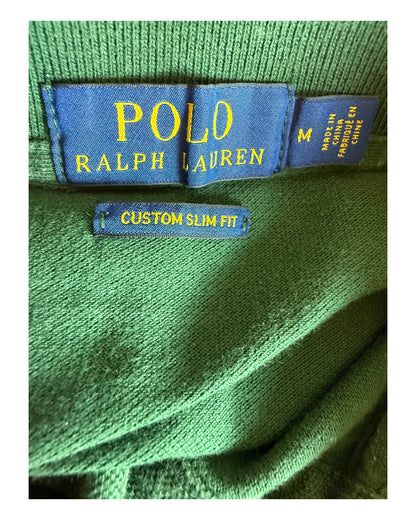 POLO
RALPH LAUREN
M
MADE IN
CHINA
FABRIQUÉ EN
CHINE
CUSTOM SLIM FIT